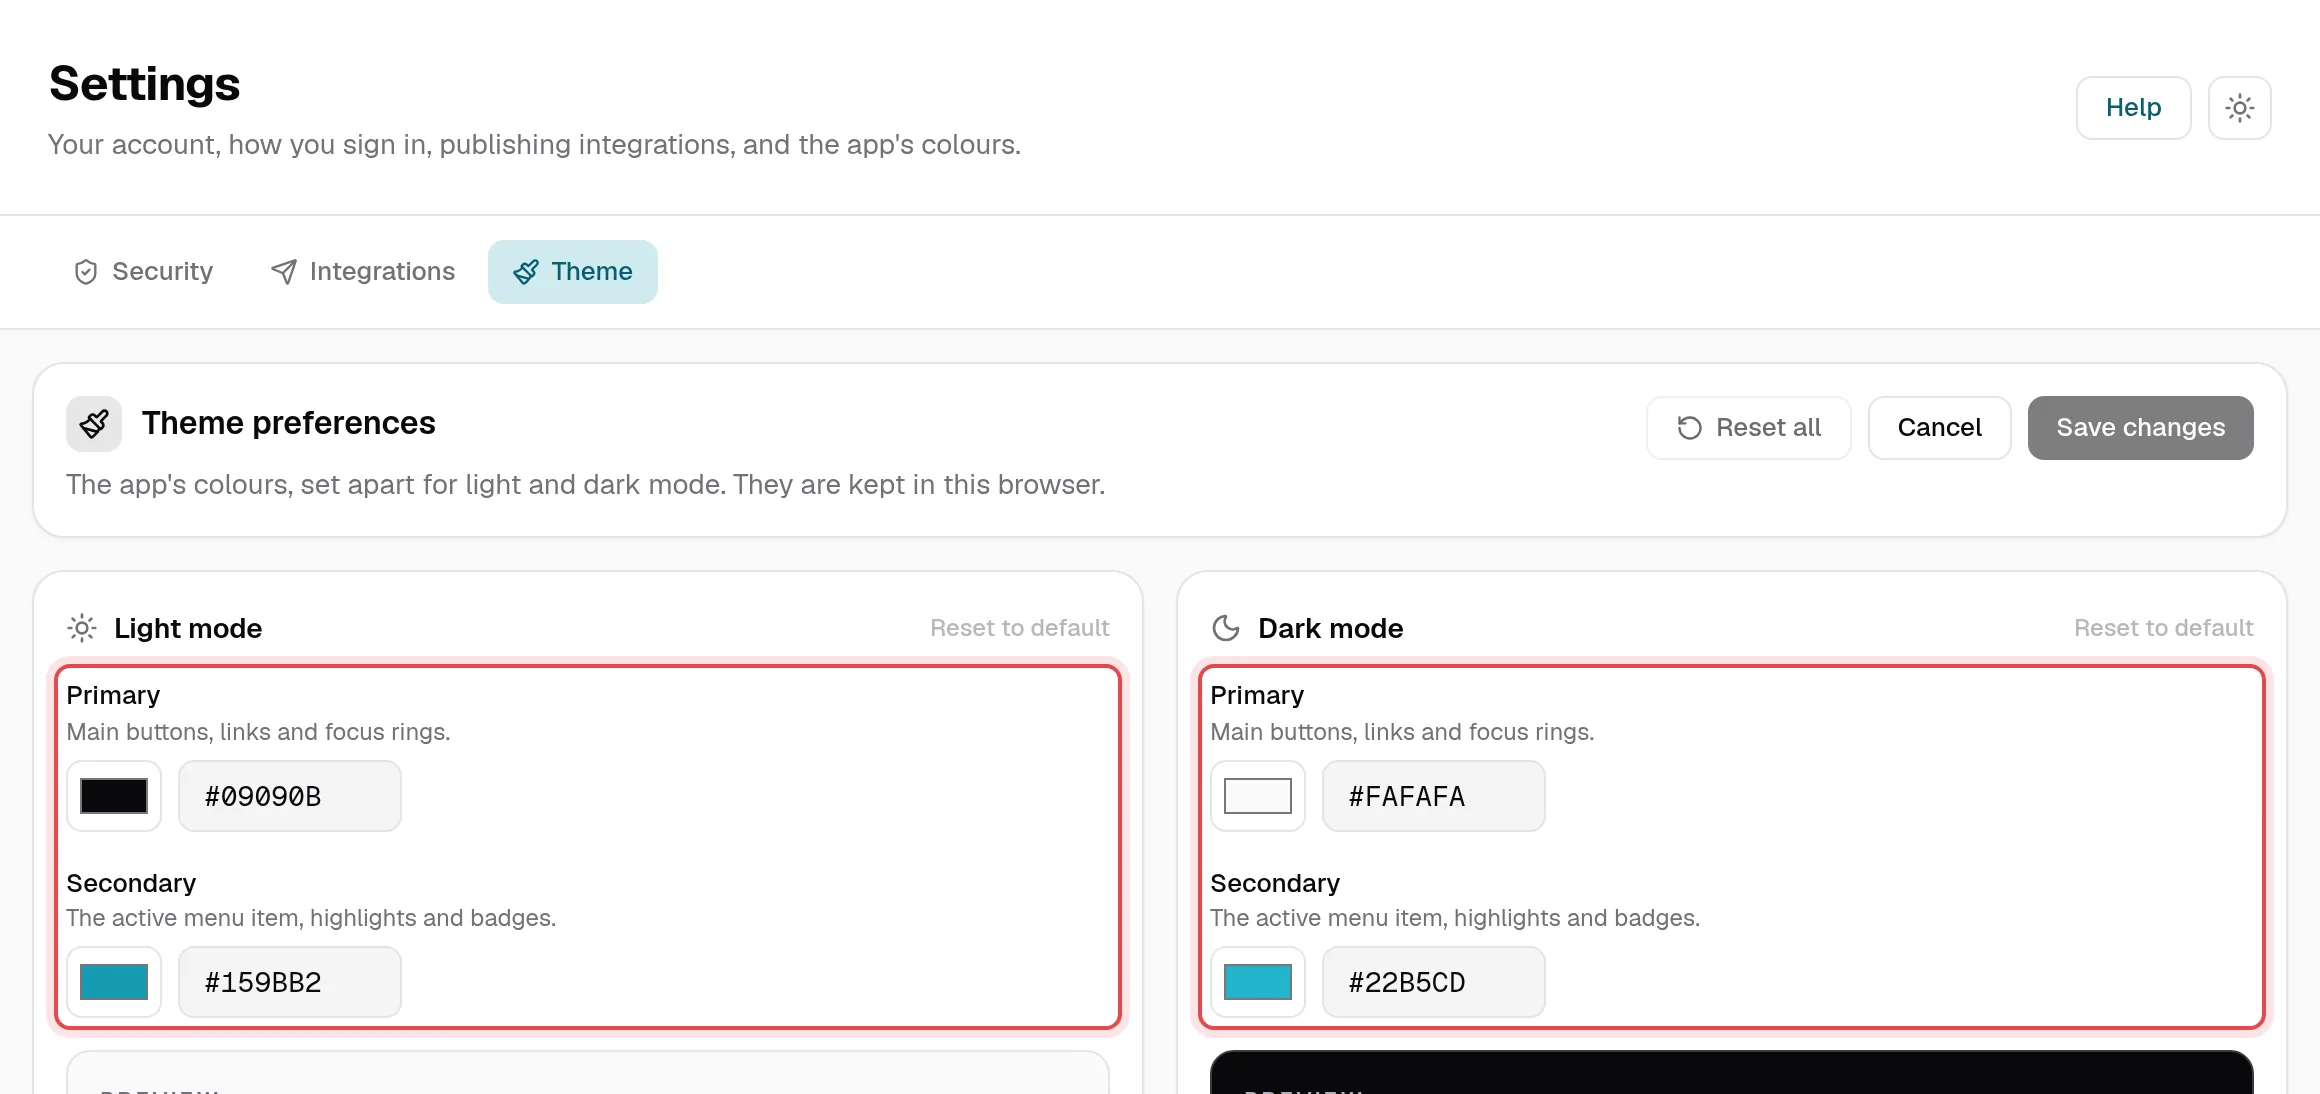 Settings
Your account, how you sign in, publishing integrations, and the app's colours.
Help
Security
Integrations
Theme
Theme preferences
The app's colours, set apart for light and dark mode. They are kept in this browser.
Reset all
Cancel
Save changes
Light mode
Reset to default
Primary
Main buttons, links and focus rings.
#09090B
Secondary
The active menu item, highlights and badges.
#159BB2
PREVIEW
Dark mode
Reset to default
Primary
Main buttons, links and focus rings.
#FAFAFA
Secondary
The active menu item, highlights and badges.
#22B5CD
PREVIEW